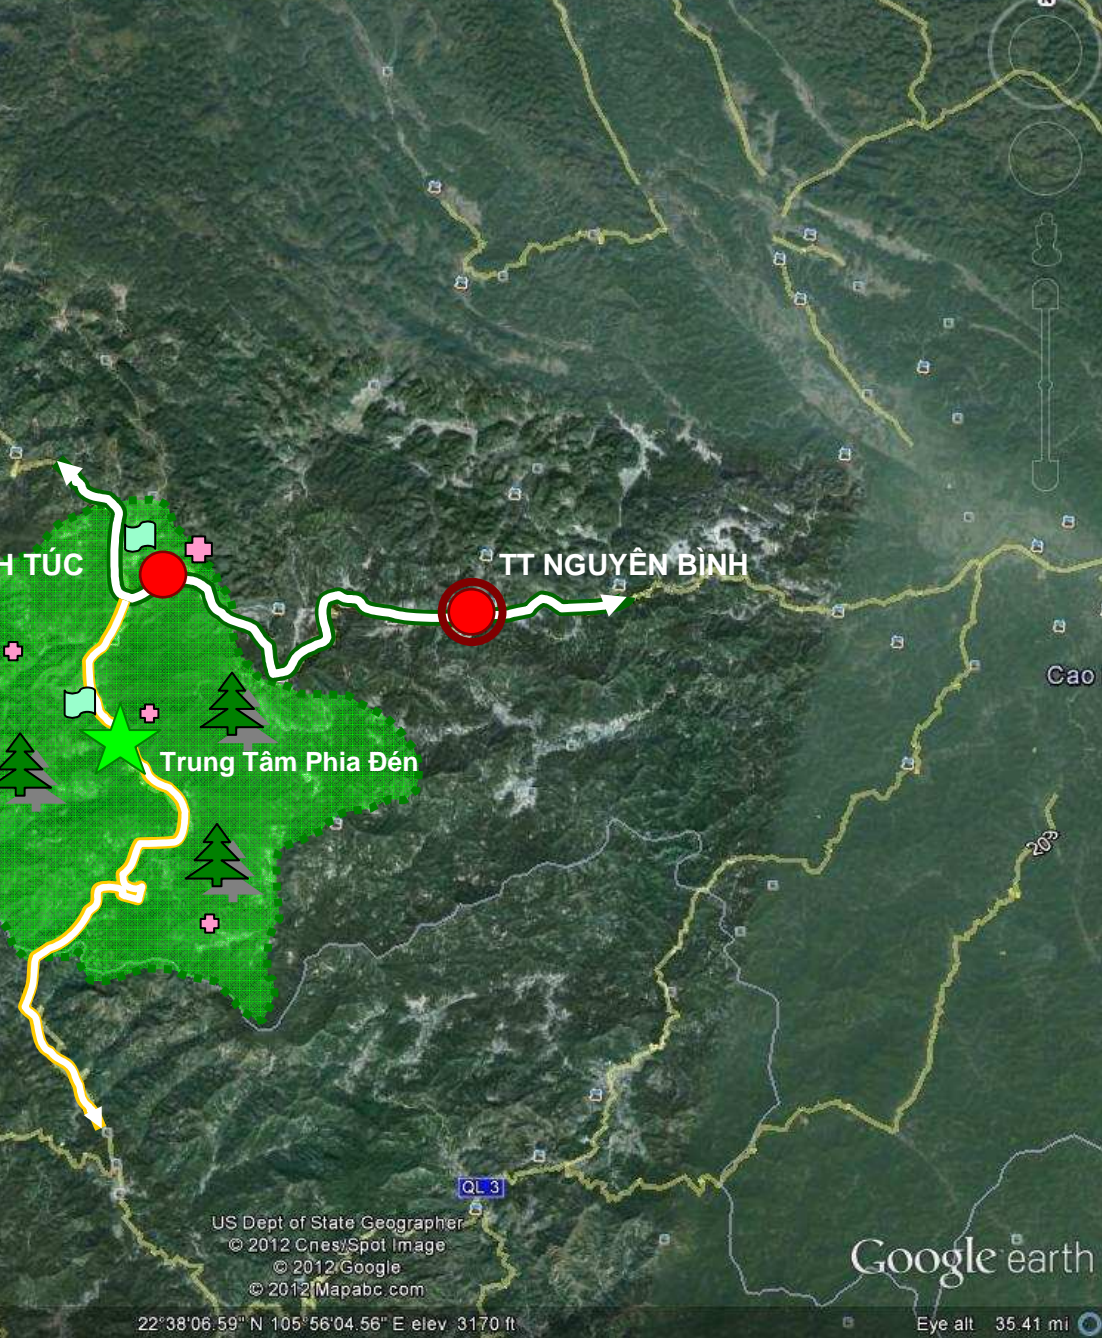 H TÚC
TT NGUYÊN BÌNH
Cao
Trung Tâm Phia Đén
209
QL 3
US Dept of State Geographer
© 2012 Cnes/Spot Image
© 2012 Google
© 2012 Mapabc.com
Google earth
22°38'06.59" N 105°56'04.56" E elev 3170 ft
Eye alt 35.41 mi